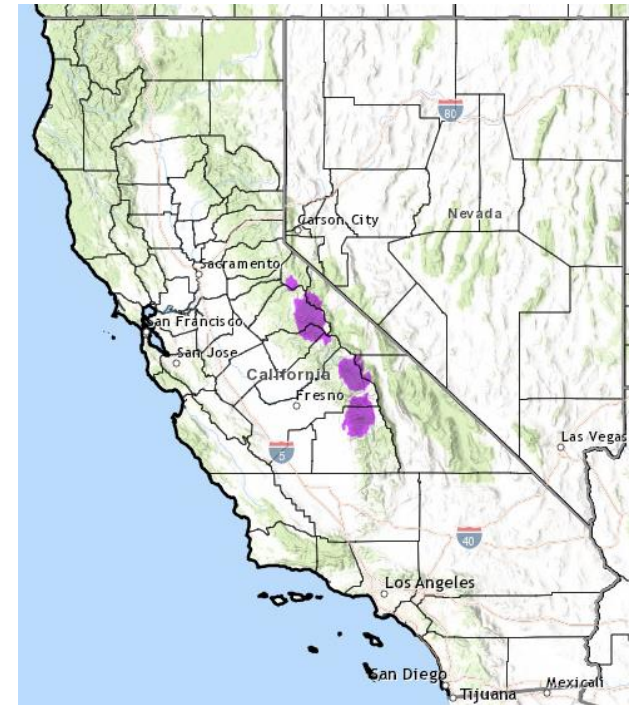 80
Nevada
Carson City
Sacramento
San Francisco
San Jose
California
Fresno
Las Vegas
5
40
Los Angeles
San Diego
Tijuana
Mexicali